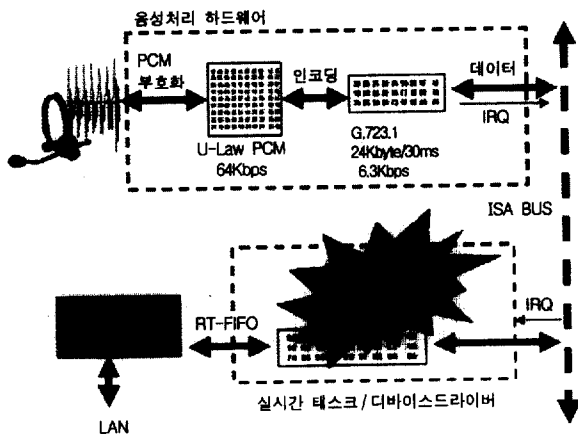 음성처리 하드웨어
PCM
부호화
인코딩
데이터
IRQ
U-Law PCM
64Kbps
G.723.1
24Kbyte/30ms
6.3Kbps
ISA BUS
IRQ
RT-FIFO
LAN
실시간 태스크/디바이스드라이버